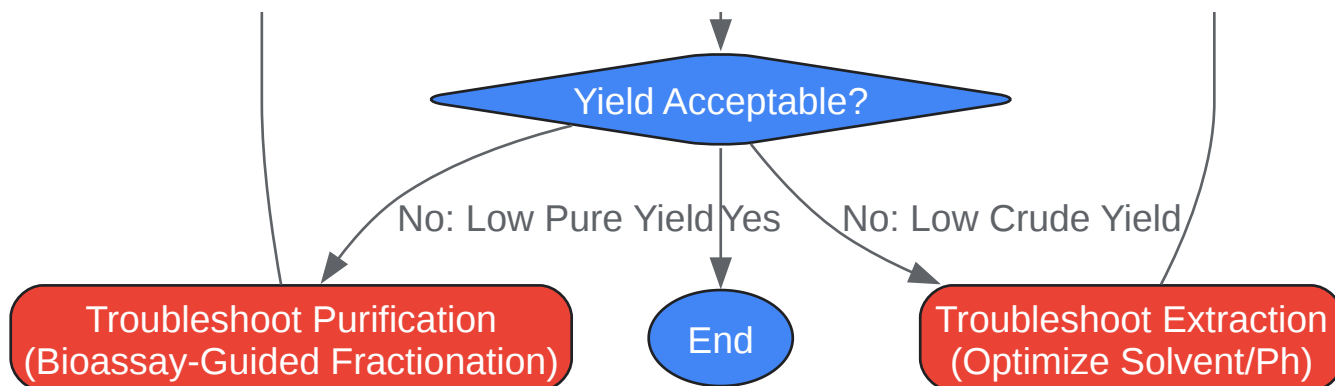 Yield Acceptable?
No: Low Pure Yield
Yes
No: Low Crude Yield
Troubleshoot Purification
(Bioassay-Guided Fractionation)
End
Troubleshoot Extraction
(Optimize Solvent/Ph)